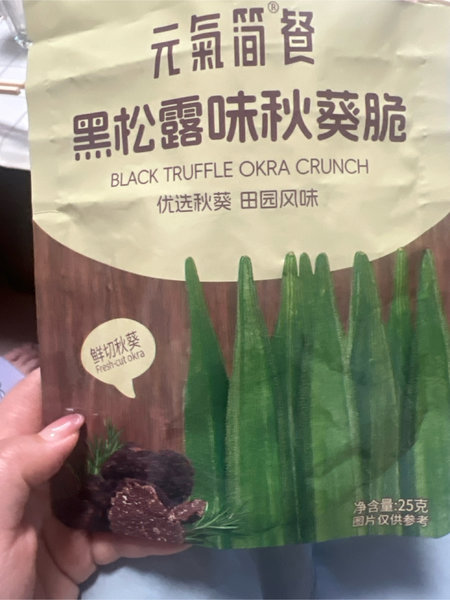 元氣简餐®
黑松露味秋葵脆
BLACK TRUFFLE OKRA CRUNCH
优选秋葵 田园风味
鲜切秋葵
Fresh-cut okra
净含量:25克
图片仅供参考